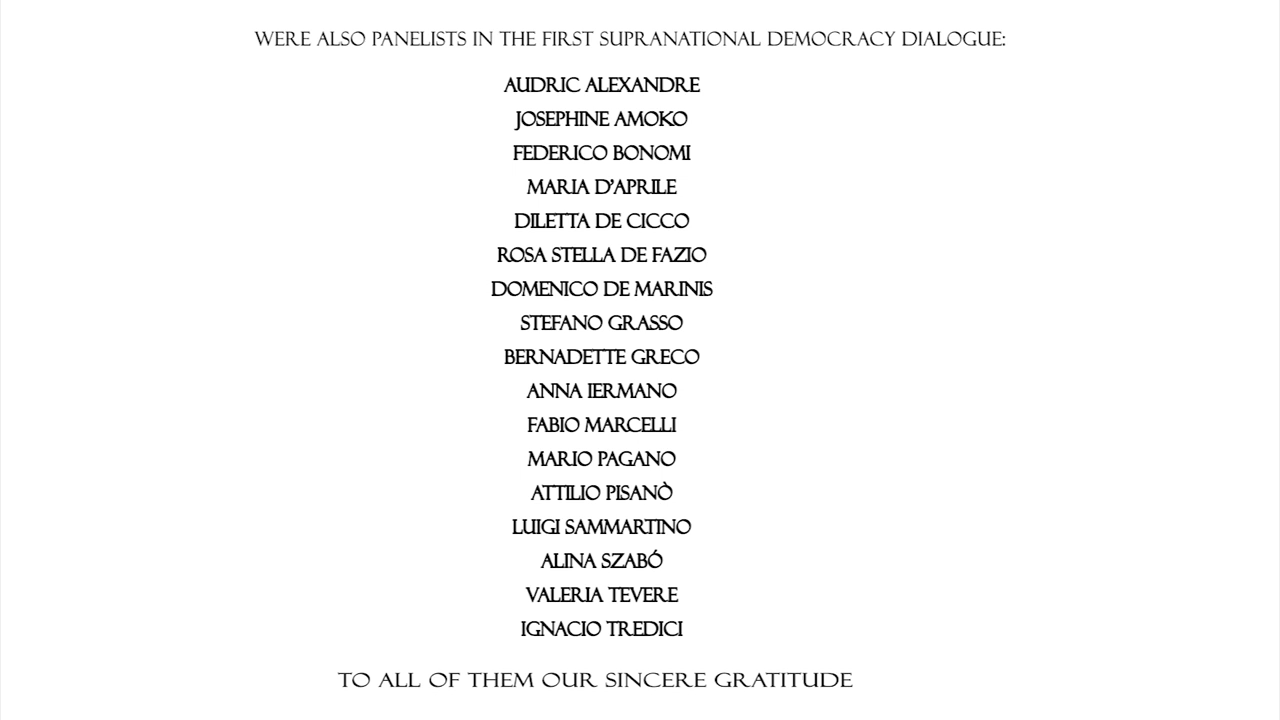 WERE ALSO PANELISTS IN THE FIRST SUPRANATIONAL DEMOCRACY DIALOGUE:
AUDRIC ALEXANDRE
JOSEPHINE AMOKO
FEDERICO BONOMI
MARIA D’APRILE
DILETTA DE CICCO
ROSA STELLA DE FAZIO
DOMENICO DE MARINIS
STEFANO GRASSO
BERNADETTE GRECO
ANNA IERMANO
FABIO MARCELLI
MARIO PAGANO
ATTILIO PISANÒ
LUIGI SAMMARTINO
ALINA SZABÓ
VALERIA TEVERE
IGNACIO TREDICI
TO ALL OF THEM OUR SINCERE GRATITUDE